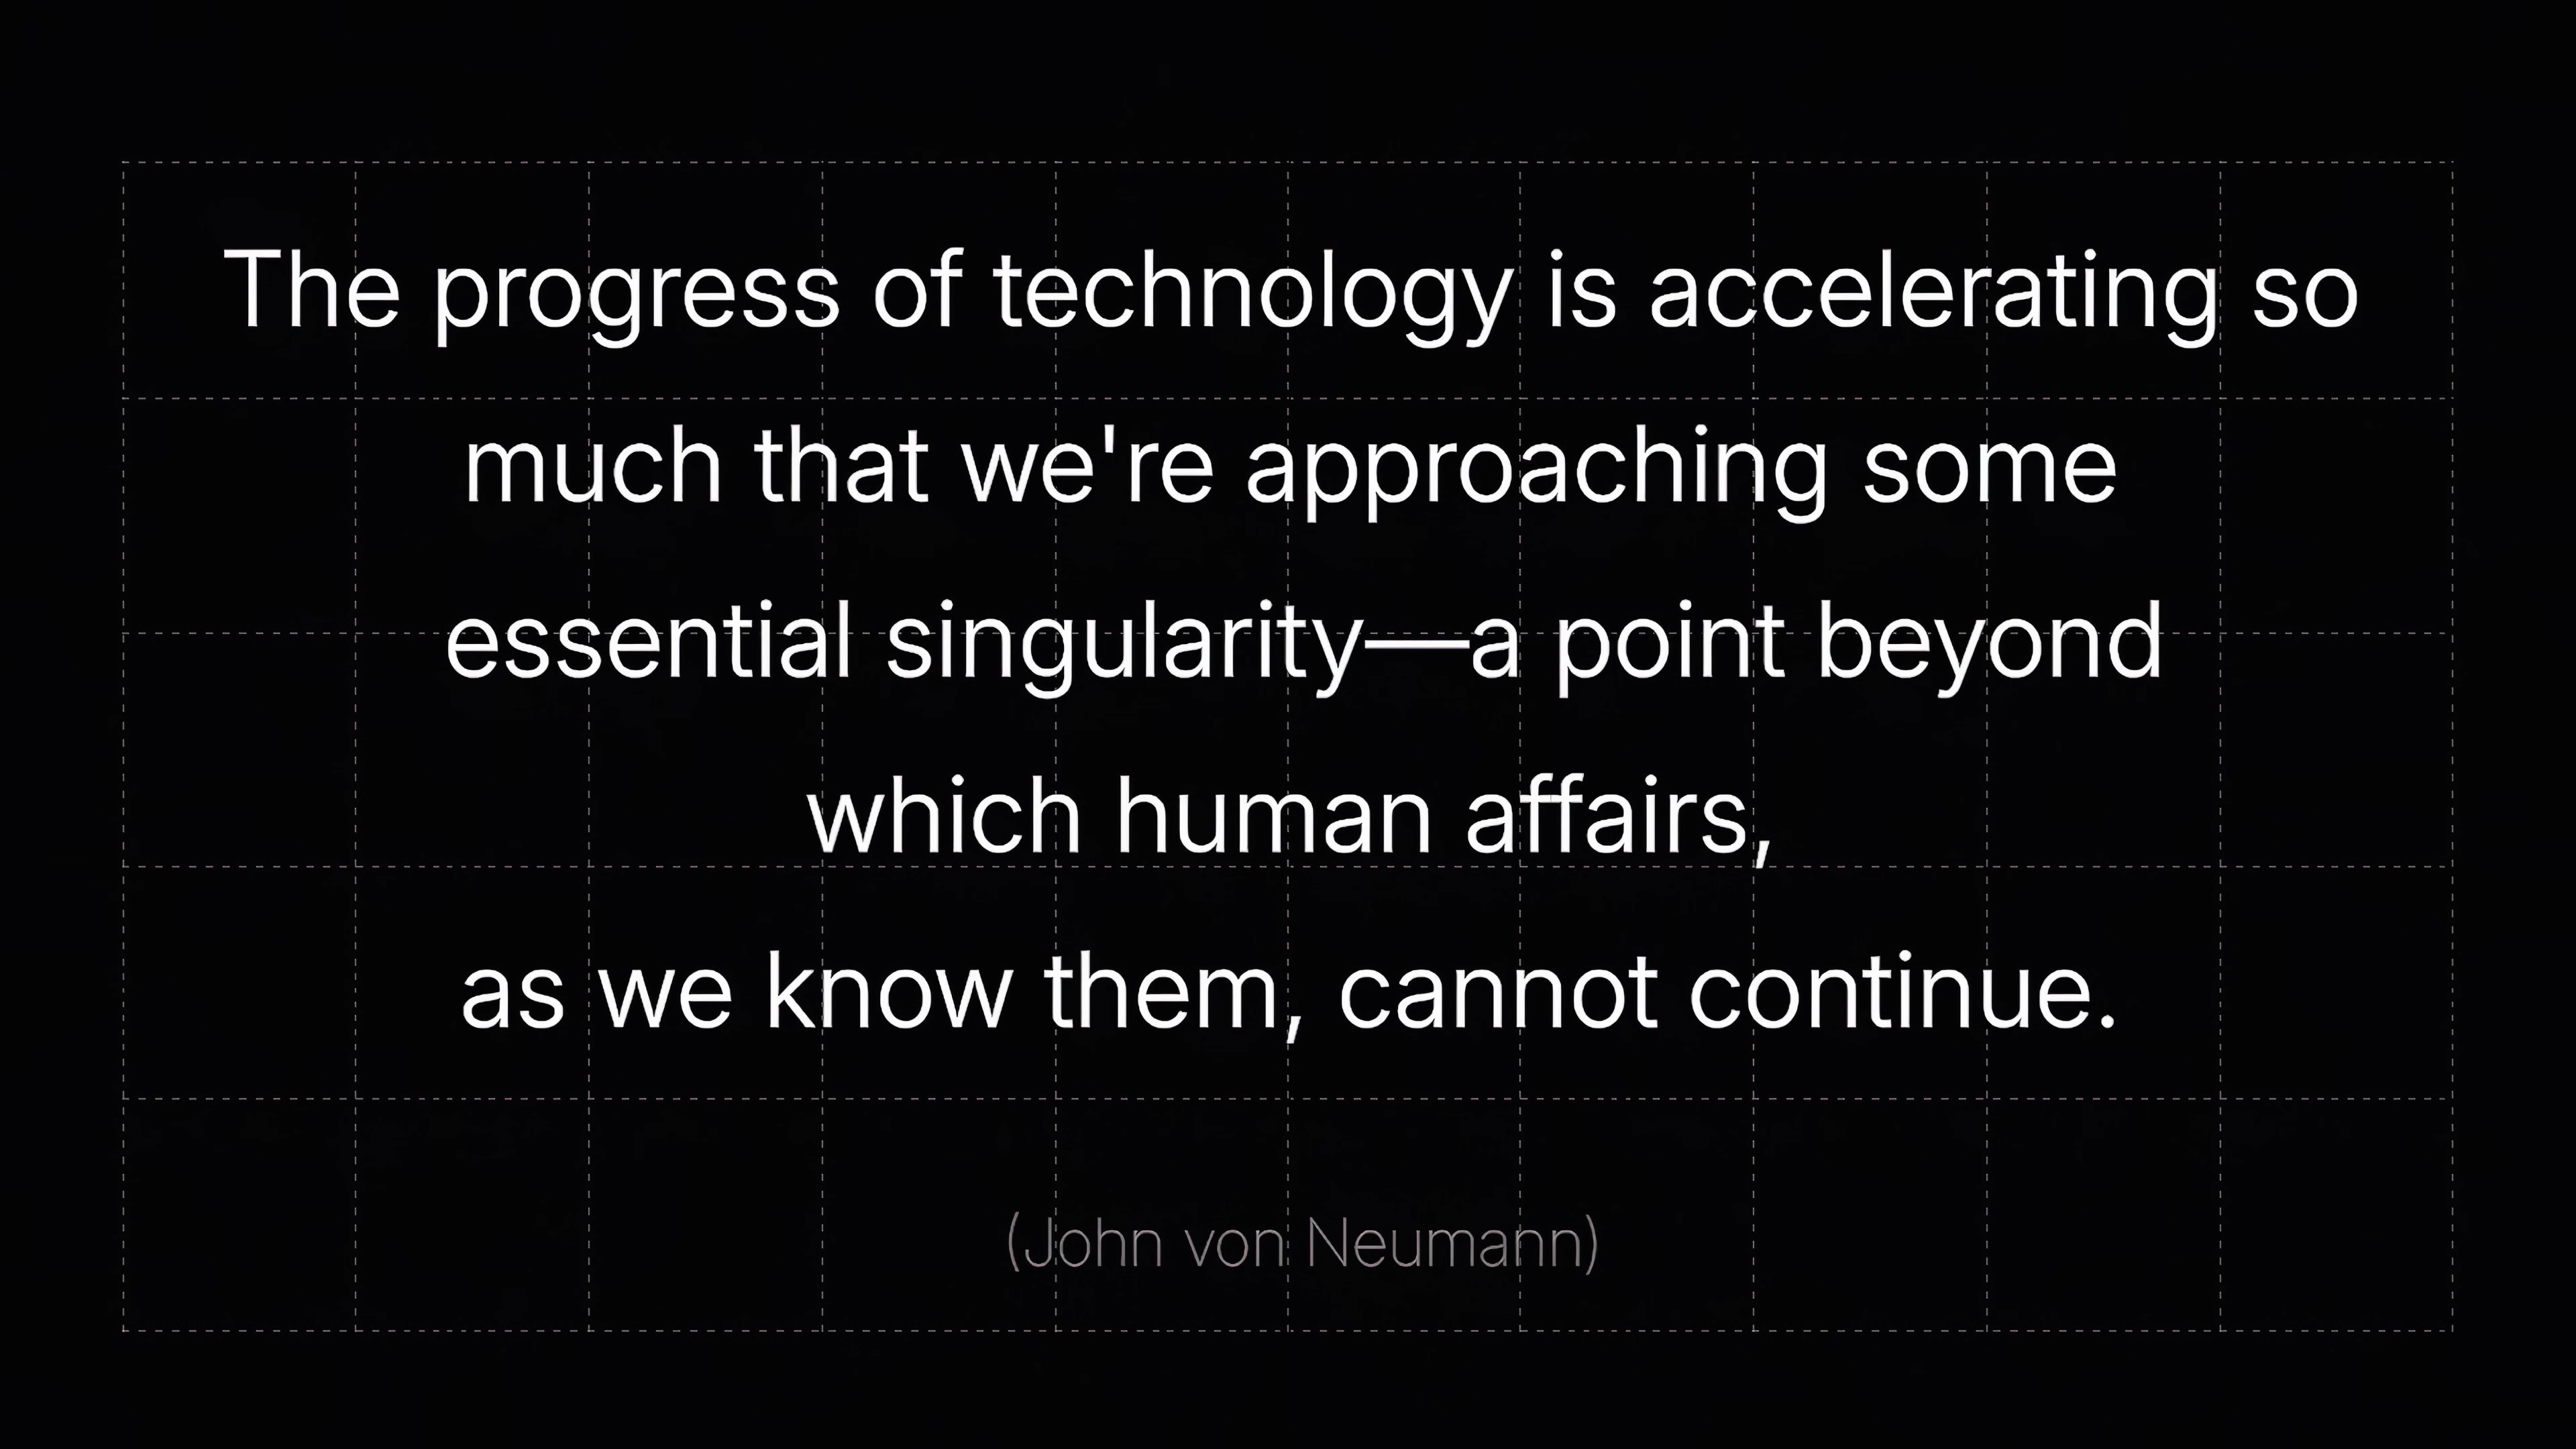 The progress of technology is accelerating so
much that we're approaching some
essential singularity—a point beyond
which human affairs,
as we know them, cannot continue.
(John von Neumann)